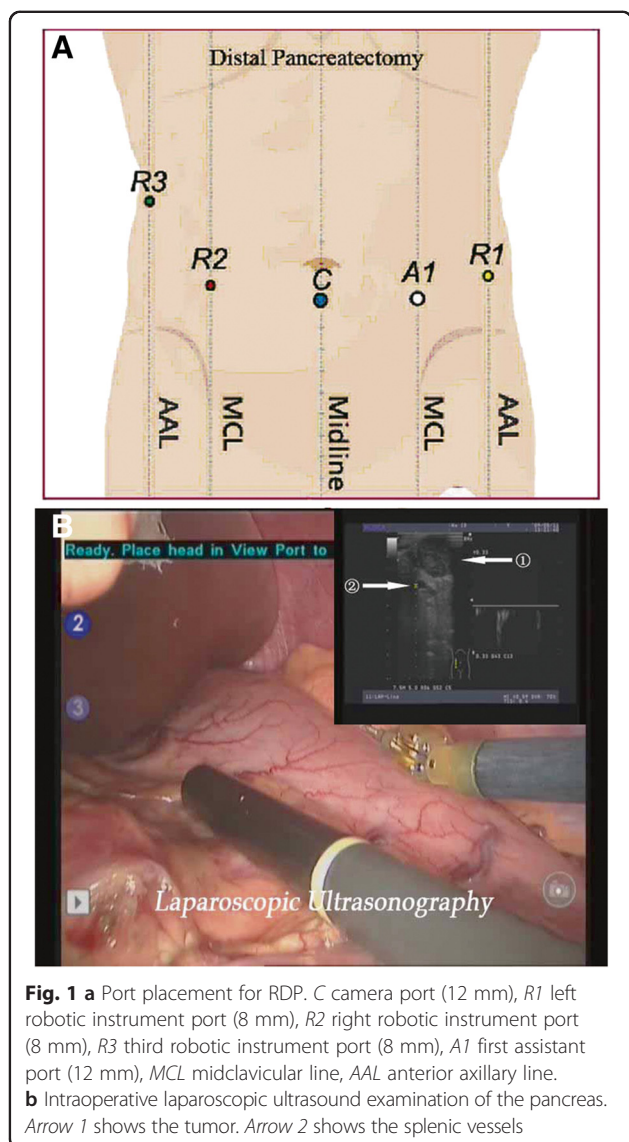 A
Distal Pancreatectomy
R3
R2
C
A1
R1
AAL
MCL
Midline
MCL
AAL
B
Ready. Place head in View Port to
2
3
①
②
Laparoscopic Ultrasonography
Fig. 1 a Port placement for RDP. C camera port (12 mm), R1 left
robotic instrument port (8 mm), R2 right robotic instrument port
(8 mm), R3 third robotic instrument port (8 mm), A1 first assistant
port (12 mm), MCL midclavicular line, AAL anterior axillary line.
b Intraoperative laparoscopic ultrasound examination of the pancreas.
Arrow 1 shows the tumor. Arrow 2 shows the splenic vessels